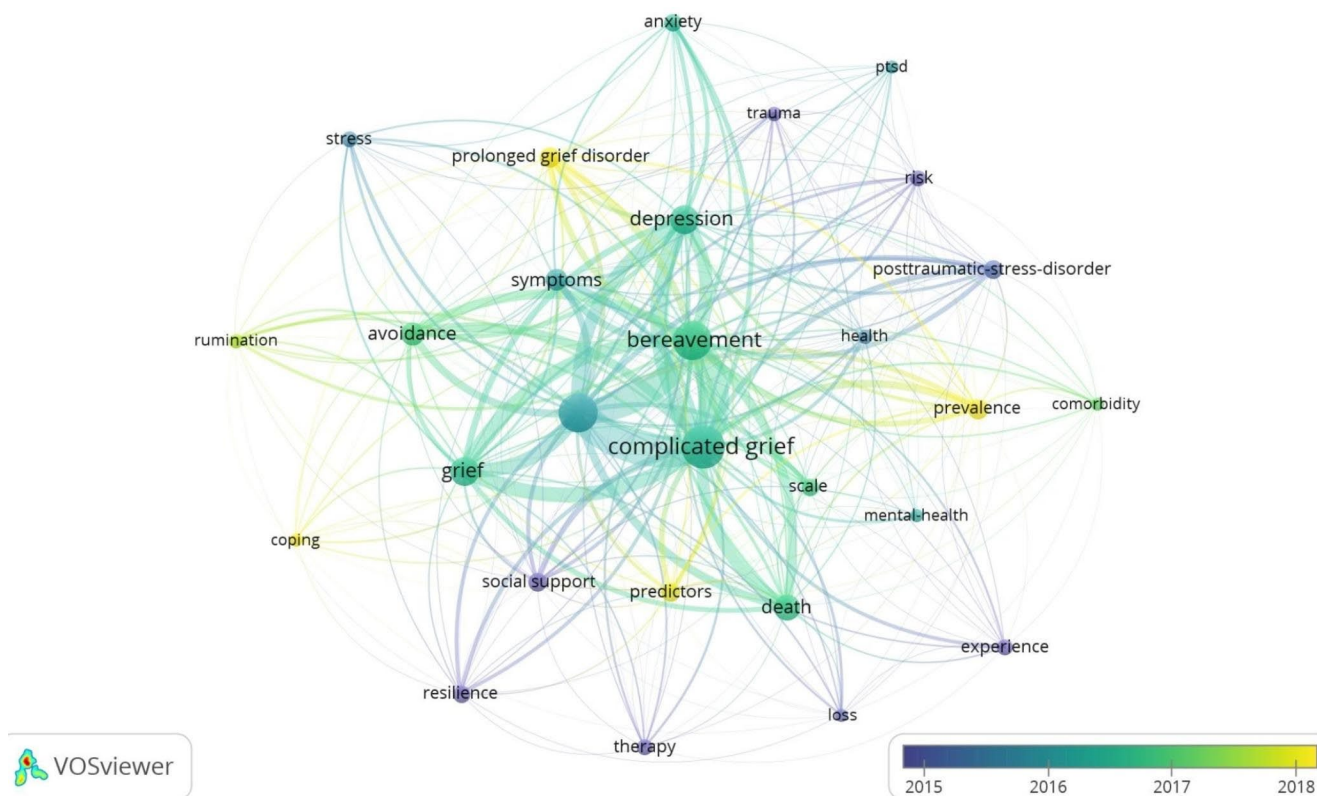 anxiety
ptsd
trauma
stress
prolonged grief disorder
risk
depression
posttraumatic-stress-disorder
symptoms
avoidance
bereavement
health
rumination
prevalence
comorbidity
complicated grief
grief
scale
mental-health
coping
social support
predictors
death
experience
resilience
loss
therapy
VOSviewer
2015 2016 2017 2018